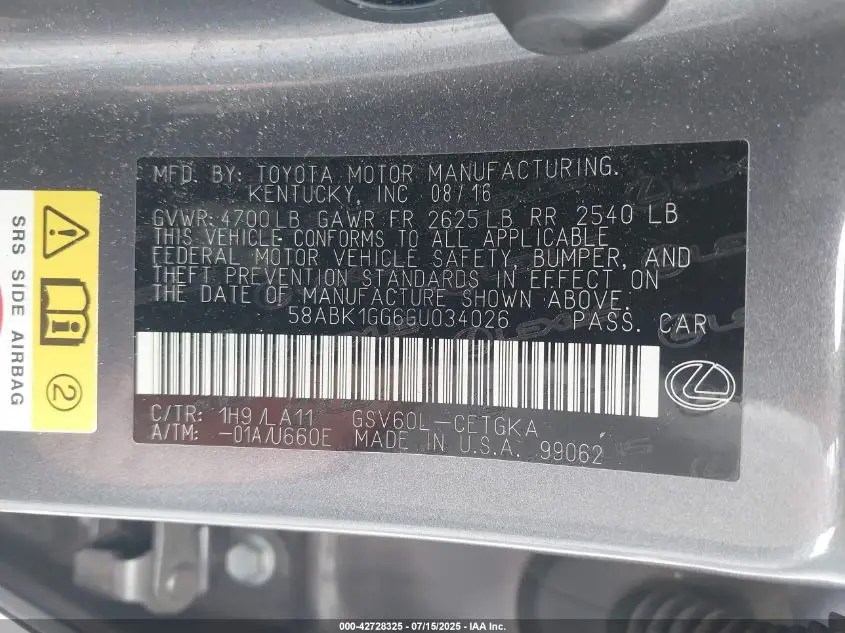 MFD. BY: TOYOTA MOTOR MANUFACTURING.
KENTUCKY, INC 08/16
GVWR: 4700 LB GAWR FR 2625 LB RR 2540 LB
THIS VEHICLE CONFORMS TO ALL APPLICABLE
FEDERAL MOTOR VEHICLE SAFETY, BUMPER, AND
THEFT PREVENTION STANDARDS IN EFFECT ON
THE DATE OF MANUFACTURE SHOWN ABOVE.
58ABK1GG6GU034026 PASS. CAR
C/TR: 1H9/LA11 GSV60L-CETGKA
A/TM: -01A/U660E MADE IN U.S.A. 99062
SRS SIDE AIRBAG
2
000-42728325 - 07/15/2025 - IAA Inc.